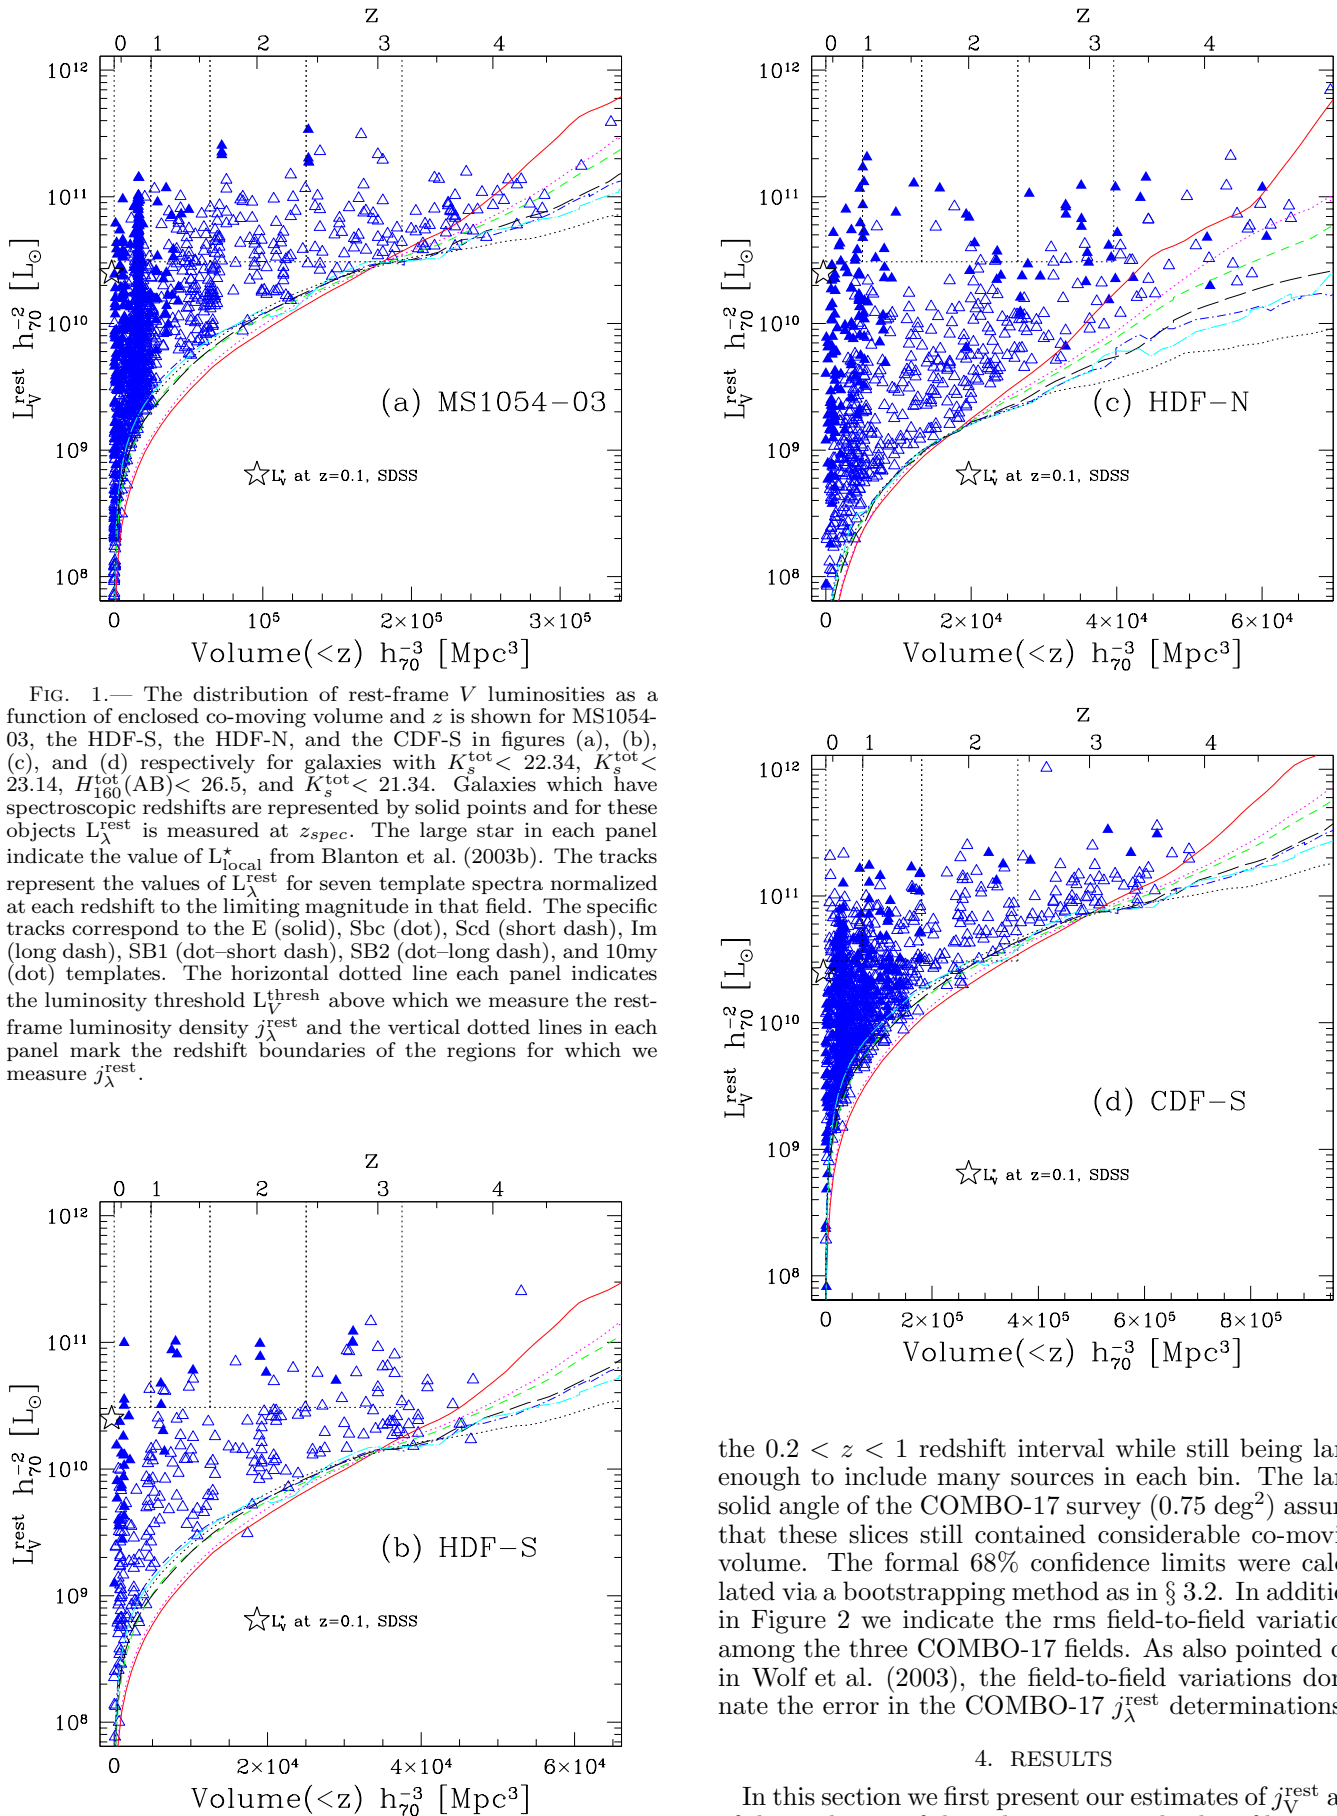 z
0 1 2 3 4
10¹²
10¹¹
10¹⁰
10⁹
10⁸
L_V^rest h_70^-2 [L_⊙]
(a) MS1054-03
L*_V at z=0.1, SDSS
0 10⁵ 2×10⁵ 3×10⁵
Volume(<z) h_70^-3 [Mpc³]
FIG. 1.— The distribution of rest-frame V luminosities as a
function of enclosed co-moving volume and z is shown for MS1054-
03, the HDF-S, the HDF-N, and the CDF-S in figures (a), (b),
(c), and (d) respectively for galaxies with K_s^tot< 22.34, K_s^tot<
23.14, H_160^tot(AB)< 26.5, and K_s^tot< 21.34. Galaxies which have
spectroscopic redshifts are represented by solid points and for these
objects L_λ^rest is measured at z_spec. The large star in each panel
indicate the value of L_local^⋆ from Blanton et al. (2003b). The tracks
represent the values of L_λ^rest for seven template spectra normalized
at each redshift to the limiting magnitude in that field. The specific
tracks correspond to the E (solid), Sbc (dot), Scd (short dash), Im
(long dash), SB1 (dot–short dash), SB2 (dot–long dash), and 10my
(dot) templates. The horizontal dotted line each panel indicates
the luminosity threshold L_V^thresh above which we measure the rest-
frame luminosity density j_λ^rest and the vertical dotted lines in each
panel mark the redshift boundaries of the regions for which we
measure j_λ^rest.
z
0 1 2 3 4
10¹²
10¹¹
10¹⁰
10⁹
10⁸
L_V^rest h_70^-2 [L_⊙]
(b) HDF-S
L*_V at z=0.1, SDSS
0 2×10⁴ 4×10⁴ 6×10⁴
Volume(<z) h_70^-3 [Mpc³]
z
0 1 2 3 4
10¹²
10¹¹
10¹⁰
10⁹
10⁸
L_V^rest h_70^-2 [L_⊙]
(c) HDF-N
L*_V at z=0.1, SDSS
0 2×10⁴ 4×10⁴ 6×10⁴
Volume(<z) h_70^-3 [Mpc³]
z
0 1 2 3 4
10¹²
10¹¹
10¹⁰
10⁹
10⁸
L_V^rest h_70^-2 [L_⊙]
(d) CDF-S
L*_V at z=0.1, SDSS
0 2×10⁵ 4×10⁵ 6×10⁵ 8×10⁵
Volume(<z) h_70^-3 [Mpc³]
the 0.2 < z < 1 redshift interval while still being lar
enough to include many sources in each bin. The lar
solid angle of the COMBO-17 survey (0.75 deg²) assu
that these slices still contained considerable co-movi
volume. The formal 68% confidence limits were calc
lated via a bootstrapping method as in § 3.2. In additio
in Figure 2 we indicate the rms field-to-field variatio
among the three COMBO-17 fields. As also pointed o
in Wolf et al. (2003), the field-to-field variations dom
nate the error in the COMBO-17 j_λ^rest determinations
4. RESULTS
In this section we first present our estimates of j_V^rest a